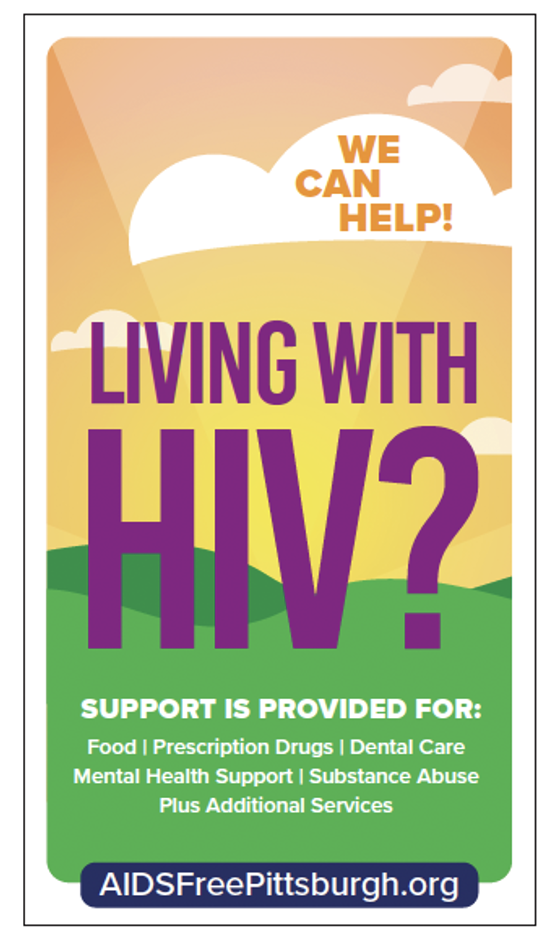 WE
CAN
HELP!
LIVING WITH
HIV?
SUPPORT IS PROVIDED FOR:
Food | Prescription Drugs | Dental Care
Mental Health Support | Substance Abuse
Plus Additional Services
AIDSFreePittsburgh.org